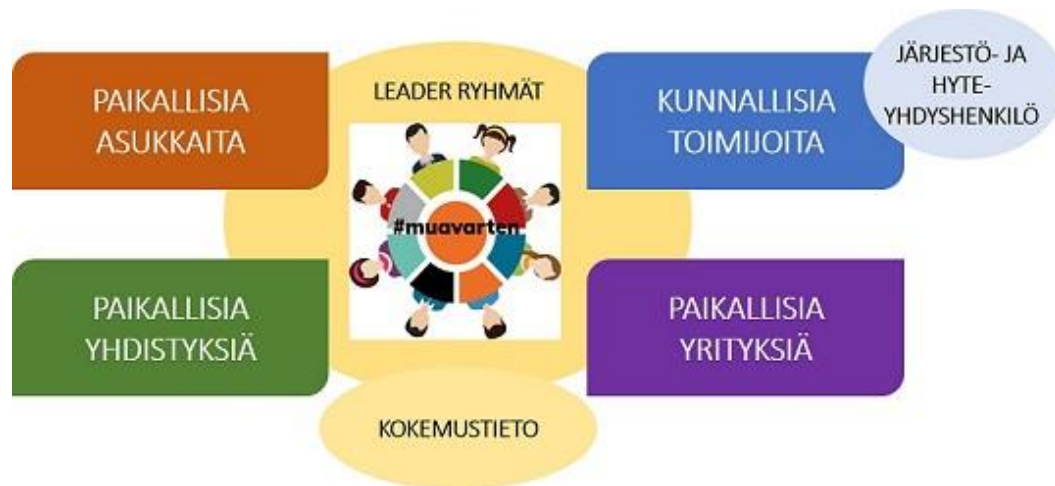 PAIKALLISIA
ASUKKAITA
LEADER RYHMÄT
KUNNALLISIA
TOIMIJOITA
JÄRJESTÖ- JA
HYTE-
YHDYSHENKILÖ
#muavarten
PAIKALLISIA
YHDISTYKSIÄ
PAIKALLISIA
YRITYKSIÄ
KOKEMUSTIETO